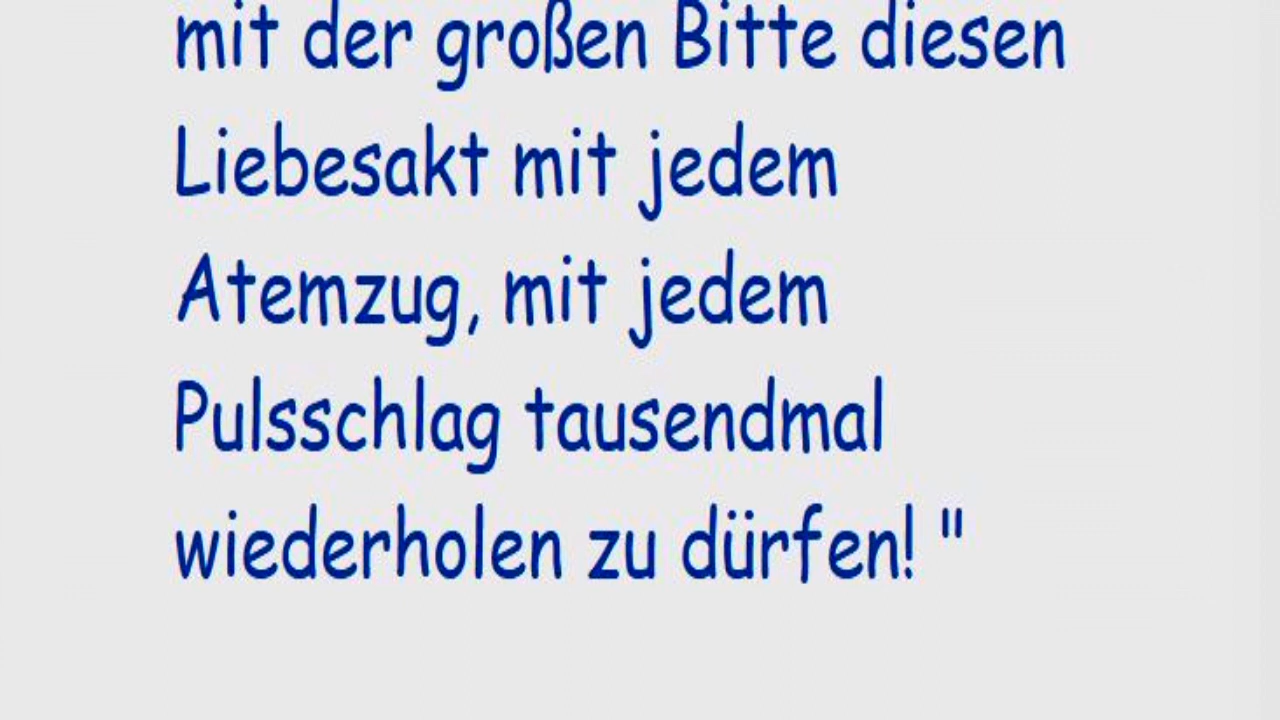 mit der großen Bitte diesen
Liebesakt mit jedem
Atemzug, mit jedem
Pulsschlag tausendmal
wiederholen zu dürfen! "